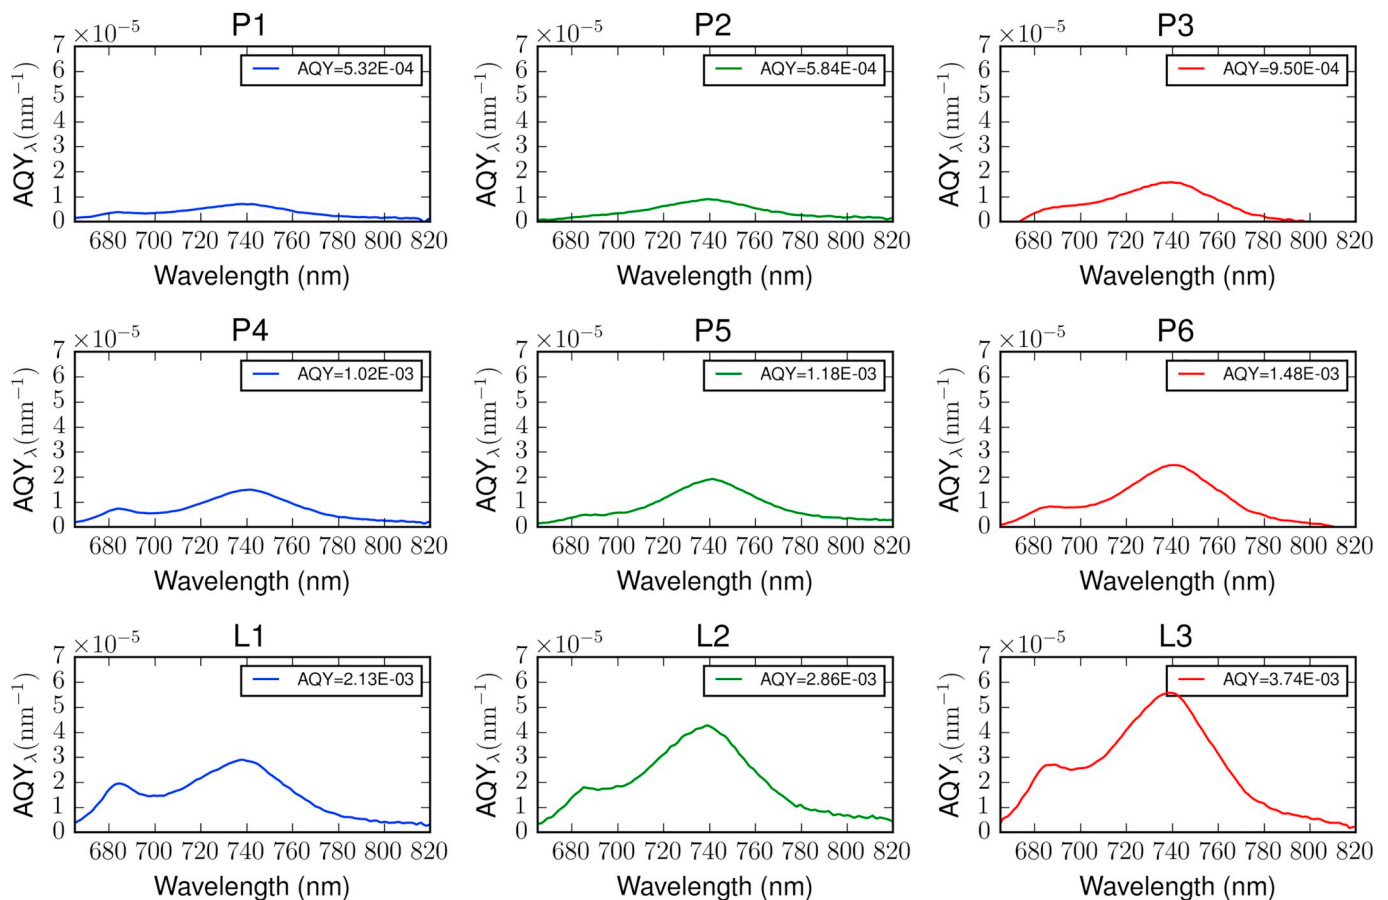 P1
×10⁻⁵
7
6
5
4
3
2
1
0
AQYλ(nm⁻¹)
AQY=5.32E-04
680 700 720 740 760 780 800 820
Wavelength (nm)
P2
×10⁻⁵
7
6
5
4
3
2
1
0
AQYλ(nm⁻¹)
AQY=5.84E-04
680 700 720 740 760 780 800 820
Wavelength (nm)
P3
×10⁻⁵
7
6
5
4
3
2
1
0
AQYλ(nm⁻¹)
AQY=9.50E-04
680 700 720 740 760 780 800 820
Wavelength (nm)
P4
×10⁻⁵
7
6
5
4
3
2
1
0
AQYλ(nm⁻¹)
AQY=1.02E-03
680 700 720 740 760 780 800 820
Wavelength (nm)
P5
×10⁻⁵
7
6
5
4
3
2
1
0
AQYλ(nm⁻¹)
AQY=1.18E-03
680 700 720 740 760 780 800 820
Wavelength (nm)
P6
×10⁻⁵
7
6
5
4
3
2
1
0
AQYλ(nm⁻¹)
AQY=1.48E-03
680 700 720 740 760 780 800 820
Wavelength (nm)
L1
×10⁻⁵
7
6
5
4
3
2
1
0
AQYλ(nm⁻¹)
AQY=2.13E-03
680 700 720 740 760 780 800 820
Wavelength (nm)
L2
×10⁻⁵
7
6
5
4
3
2
1
0
AQYλ(nm⁻¹)
AQY=2.86E-03
680 700 720 740 760 780 800 820
Wavelength (nm)
L3
×10⁻⁵
7
6
5
4
3
2
1
0
AQYλ(nm⁻¹)
AQY=3.74E-03
680 700 720 740 760 780 800 820
Wavelength (nm)